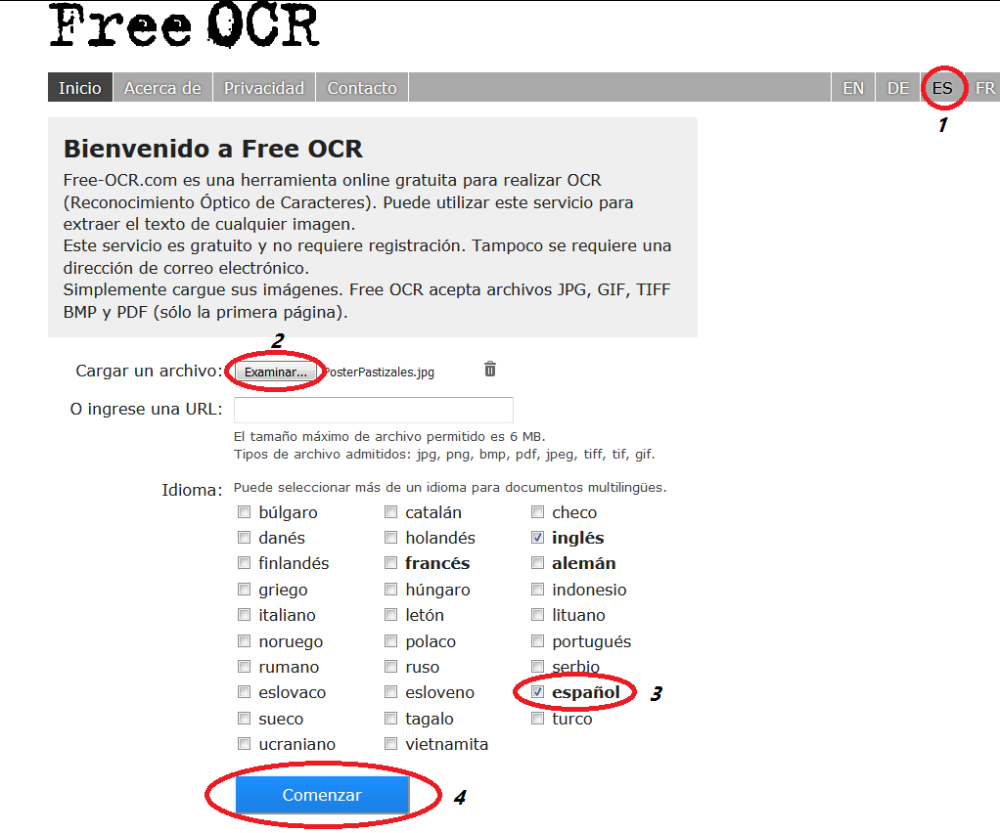 Free OCR
Inicio Acerca de Privacidad Contacto EN DE ES FR
1
Bienvenido a Free OCR
Free-OCR.com es una herramienta online gratuita para realizar OCR
(Reconocimiento Óptico de Caracteres). Puede utilizar este servicio para
extraer el texto de cualquier imagen.
Este servicio es gratuito y no requiere registración. Tampoco se requiere una
dirección de correo electrónico.
Simplemente cargue sus imágenes. Free OCR acepta archivos JPG, GIF, TIFF
BMP y PDF (sólo la primera página).
2
Cargar un archivo: Examinar... PosterPastizales.jpg
O ingrese una URL:
El tamaño máximo de archivo permitido es 6 MB.
Tipos de archivo admitidos: jpg, png, bmp, pdf, jpeg, tiff, tif, gif.
Idioma: Puede seleccionar más de un idioma para documentos multilingües.
búlgaro catalán checo
danés holandés inglés
finlandés francés alemán
griego húngaro indonesio
italiano letón lituano
noruego polaco portugués
rumano ruso serbio
eslovaco esloveno español 3
sueco tagalo turco
ucraniano vietnamita
Comenzar 4